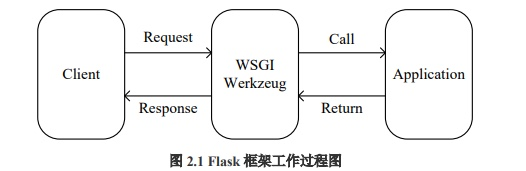 Request
Call
Client
WSGI
Werkzeug
Application
Response
Return
图 2.1 Flask 框架工作过程图